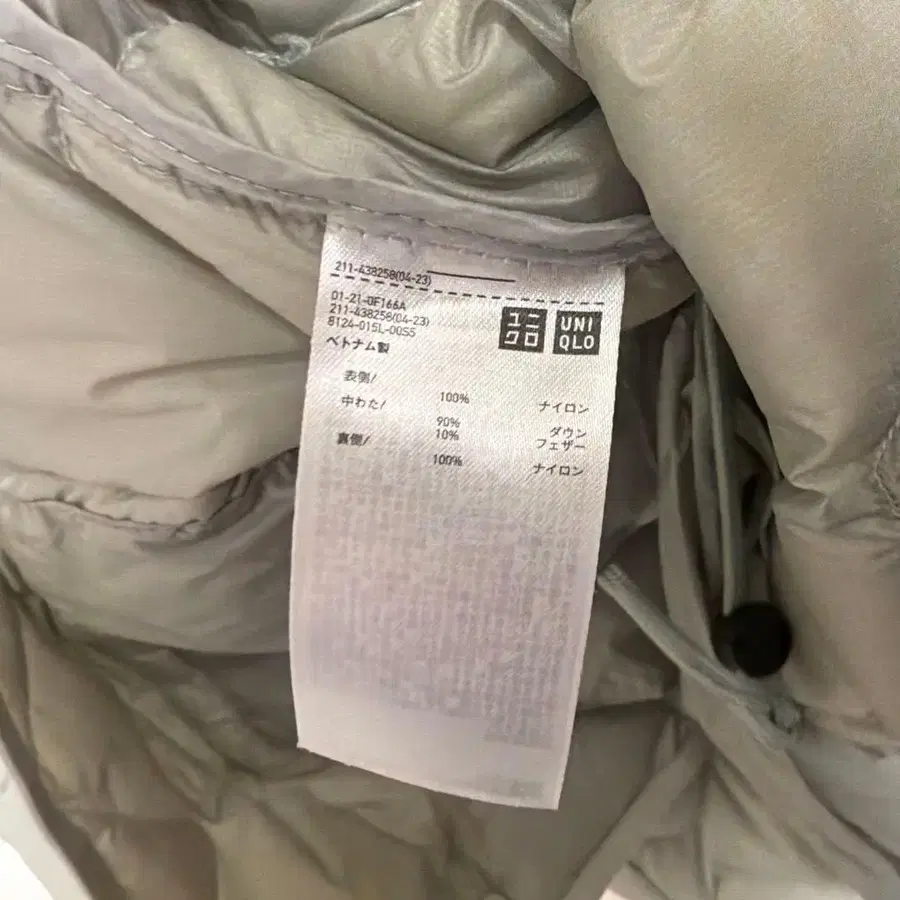 211-438258(04-23)
01-21-0F166A
211-438258(04-23)
8124-015L-00S5
ベトナム製
ユニ
クロ
UNI
QLO
表側/ 100% ナイロン
中わた/ 90% ダウン
10% フェザー
裏側/ 100% ナイロン